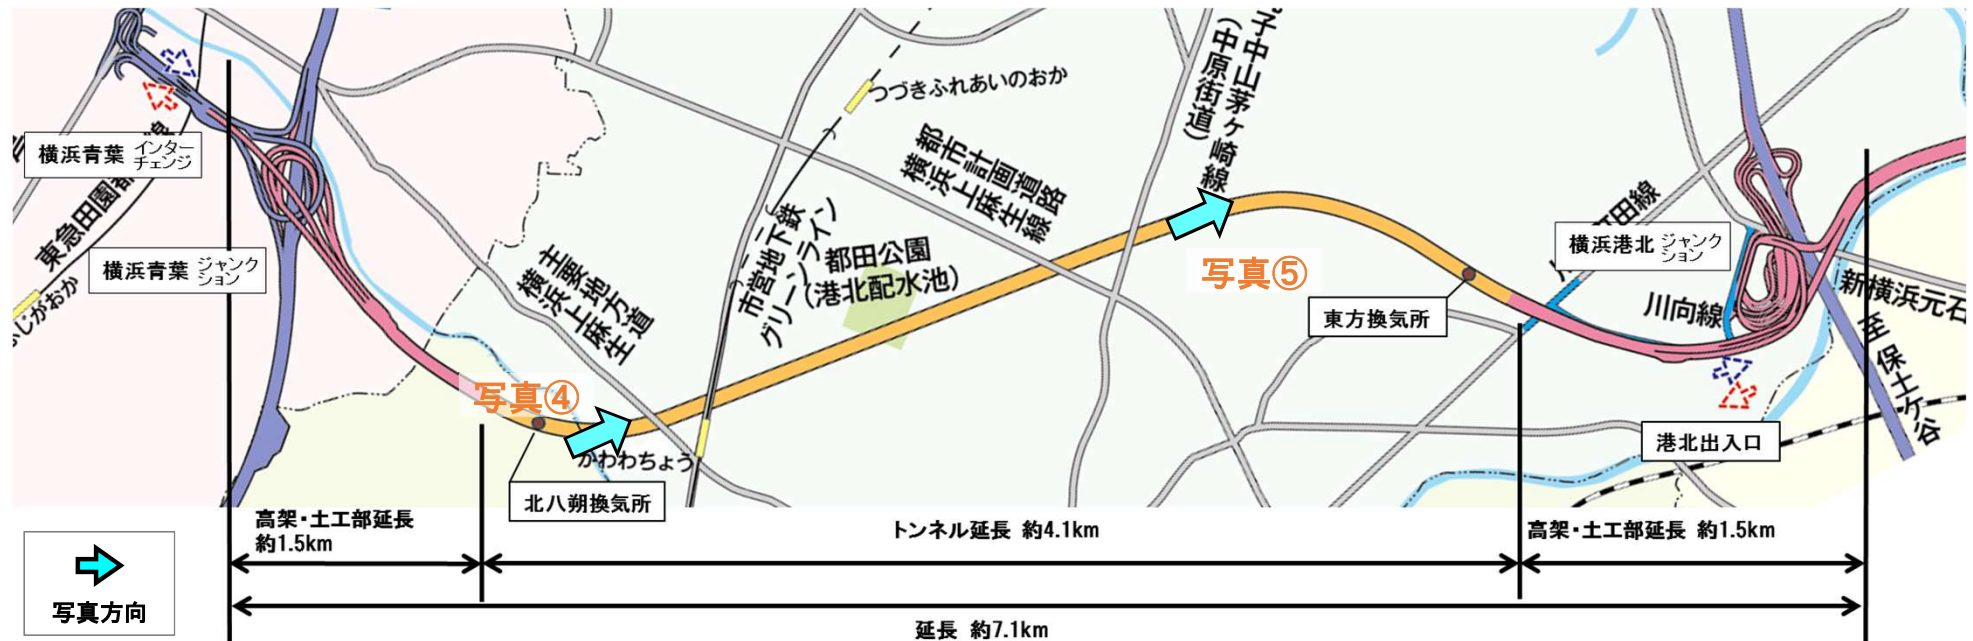 つづきふれあいのおか
子中山茅ヶ崎線
(中原街道)
横浜青葉 インターチェンジ
東急田園都
線
横浜青葉 ジャンクション
じがおか
主要地方道
横浜上麻生
市営地下鉄
グリーンライン
都田公園
(港北配水池)
都市計画道路
横浜上麻生線
写真⑤
東方換気所
田線
横浜港北 ジャンクション
川向線
新横浜元石
至保土ケ谷
港北出入口
写真④
かわわちょう
北八朔換気所
高架・土工部延長
約1.5km
トンネル延長 約4.1km
高架・土工部延長 約1.5km
延長 約7.1km
写真方向